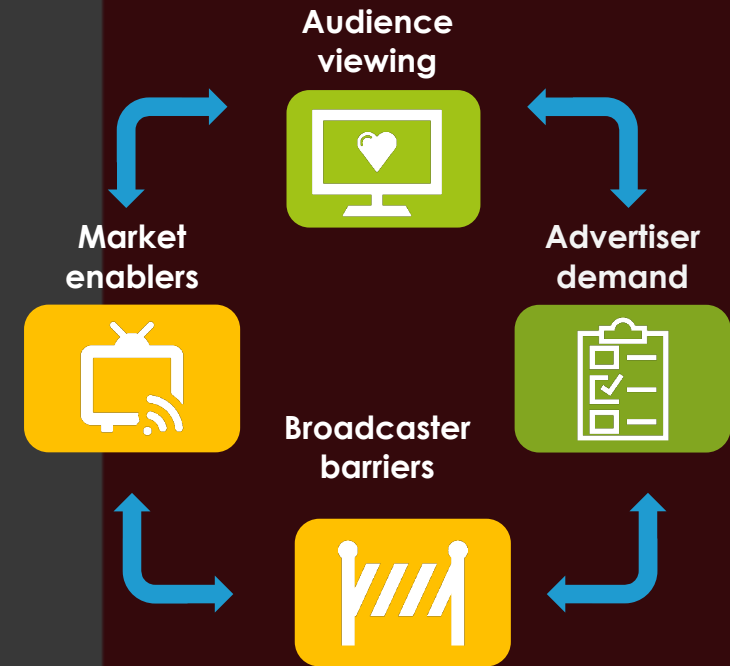 Audience
viewing
Market
enablers
Advertiser
demand
Broadcaster
barriers